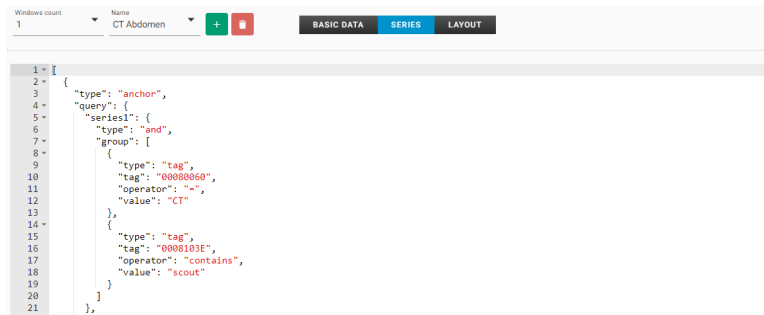 Windows count
1
Name
CT Abdomen
+
BASIC DATA
SERIES
LAYOUT
1 [
2 {
3 "type": "anchor",
4 "query": {
5 "series1": {
6 "type": "and",
7 "group": [
8 {
9 "type": "tag",
10 "tag": "00080060",
11 "operator": "=",
12 "value": "CT"
13 },
14 {
15 "type": "tag",
16 "tag": "0008103E",
17 "operator": "contains",
18 "value": "scout"
19 }
20 ]
21 },